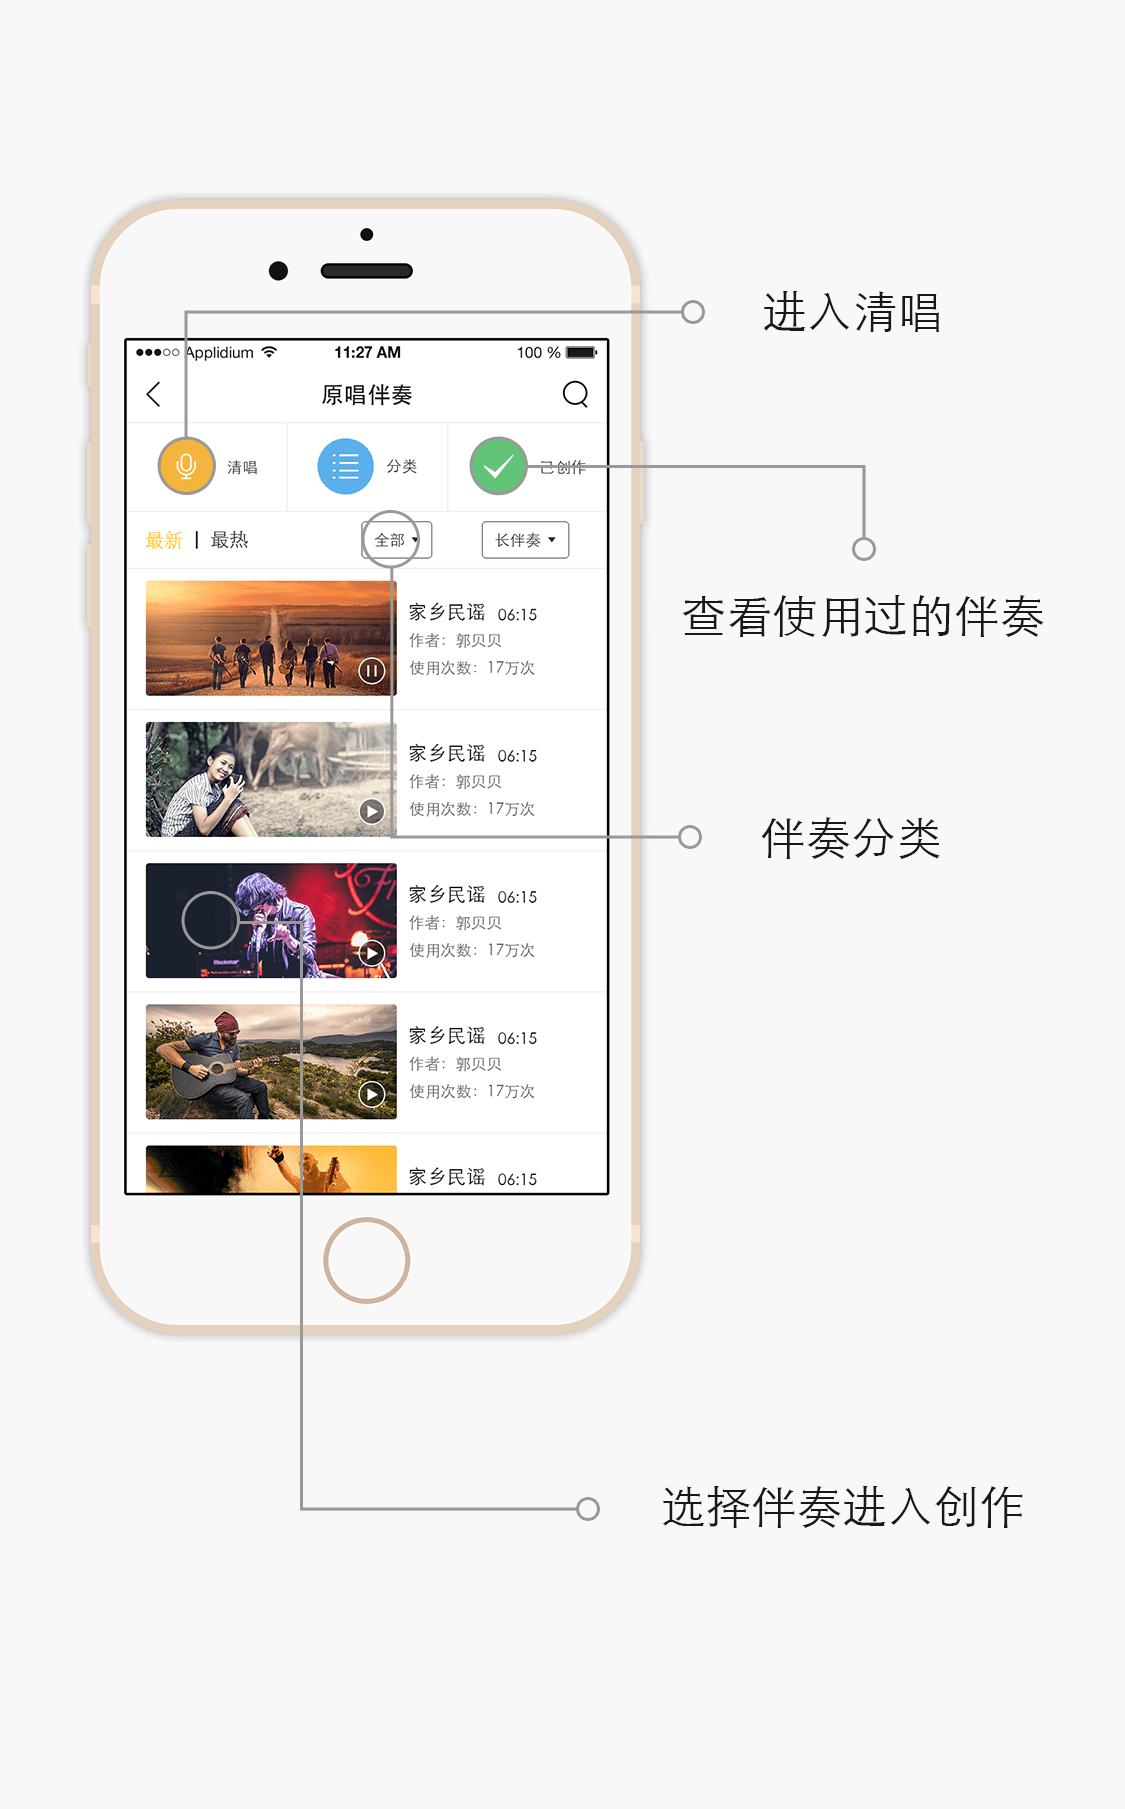 进入清唱
Applidium 11:27 AM 100 %
原唱伴奏
清唱 分类 已创作
最新 | 最热 全部 长伴奏
查看使用过的伴奏
家乡民谣 06:15
作者：郭贝贝
使用次数：17万次
家乡民谣 06:15
作者：郭贝贝
使用次数：17万次
伴奏分类
家乡民谣 06:15
作者：郭贝贝
使用次数：17万次
家乡民谣 06:15
作者：郭贝贝
使用次数：17万次
家乡民谣 06:15
选择伴奏进入创作